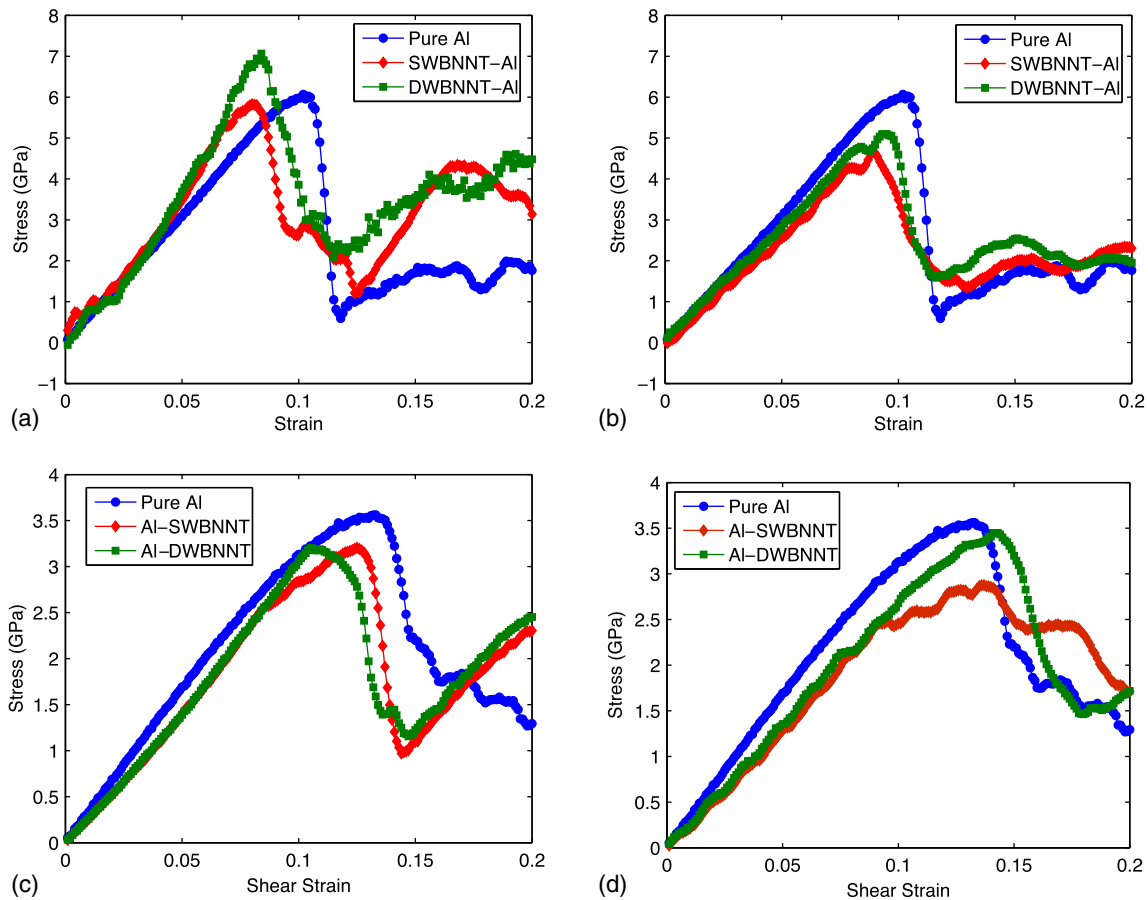 8
7
6
5
4
3
2
1
0
−1
Stress (GPa)
Pure Al
SWBNNT−Al
DWBNNT−Al
0
0.05
0.1
0.15
0.2
Strain
(a)
8
7
6
5
4
3
2
1
0
−1
Stress (GPa)
Pure Al
SWBNNT−Al
DWBNNT−Al
0
0.05
0.1
0.15
0.2
Strain
(b)
4
3.5
3
2.5
2
1.5
1
0.5
0
Stress (GPa)
Pure Al
Al−SWBNNT
Al−DWBNNT
0
0.05
0.1
0.15
0.2
Shear Strain
(c)
4
3.5
3
2.5
2
1.5
1
0.5
0
Stress (GPa)
Pure Al
Al−SWBNNT
Al−DWBNNT
0
0.05
0.1
0.15
0.2
Shear Strain
(d)